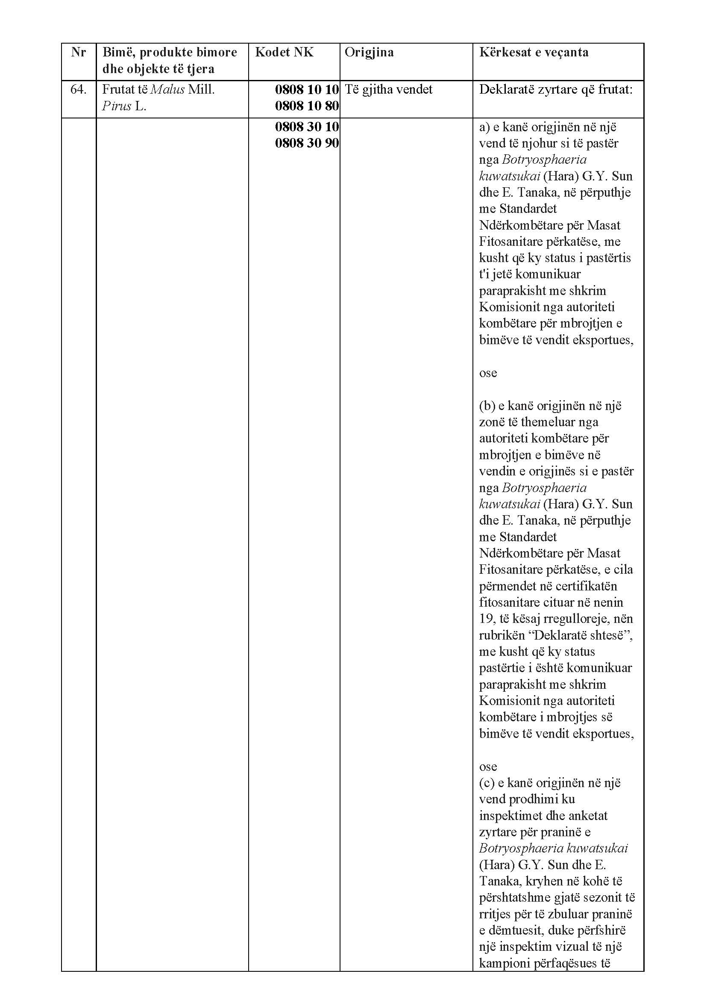 Nr
Bimë, produkte bimore
dhe objekte të tjera
Kodet NK
Origjina
Kërkesat e veçanta
64.
Frutat të Malus Mill.
Pirus L.
0808 10 10
0808 10 80
Të gjitha vendet
Deklaratë zyrtare që frutat:
0808 30 10
0808 30 90
a) e kanë origjinën në një
vend të njohur si të pastër
nga Botryosphaeria
kuwatsukai (Hara) G.Y. Sun
dhe E. Tanaka, në përputhje
me Standardet
Ndërkombëtare për Masat
Fitosanitare përkatëse, me
kusht që ky status i pastërtis
t'i jetë komunikuar
paraprakisht me shkrim
Komisionit nga autoriteti
kombëtare për mbrojtjen e
bimëve të vendit eksportues,
ose
(b) e kanë origjinën në një
zonë të themeluar nga
autoriteti kombëtare për
mbrojtjen e bimëve në
vendin e origjinës si e pastër
nga Botryosphaeria
kuwatsukai (Hara) G.Y. Sun
dhe E. Tanaka, në përputhje
me Standardet
Ndërkombëtare për Masat
Fitosanitare përkatëse, e cila
përmendet në certifikatën
fitosanitare cituar në nenin
19, të kësaj rregulloreje, nën
rubrikën “Deklaratë shtesë”,
me kusht që ky status
pastërtie i është komunikuar
paraprakisht me shkrim
Komisionit nga autoriteti
kombëtare i mbrojtjes së
bimëve të vendit eksportues,
ose
(c) e kanë origjinën në një
vend prodhimi ku
inspektimet dhe anketat
zyrtare për praninë e
Botryosphaeria kuwatsukai
(Hara) G.Y. Sun dhe E.
Tanaka, kryhen në kohë të
përshtatshme gjatë sezonit të
rritjes për të zbuluar praninë
e dëmtuesit, duke përfshirë
një inspektim vizual të një
kampioni përfaqësues të